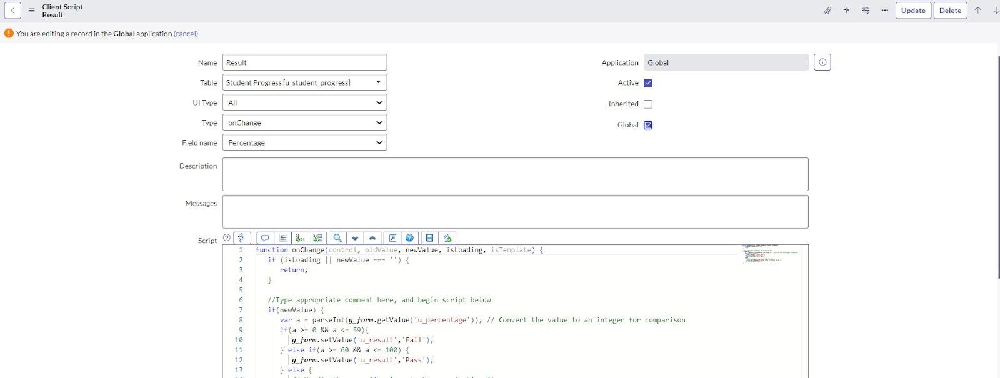 Client Script
Result
Update
Delete
You are editing a record in the Global application (cancel)
Name Result
Application Global
Table Student Progress [u_student_progress]
Active
UI Type All
Inherited
Type onChange
Global
Field name Percentage
Description
Messages
Script
1 function onChange(control, oldValue, newValue, isLoading, isTemplate) {
2 if (isLoading || newValue === '') {
3 return;
4 }
5
6 //Type appropriate comment here, and begin script below
7 if(newValue) {
8 var a = parseInt(g_form.getValue('u_percentage')); // Convert the value to an integer for comparison
9 if(a >= 0 && a <= 59){
10 g_form.setValue('u_result','Fail');
11 } else if(a >= 60 && a <= 100) {
12 g_form.setValue('u_result','Pass');
13 } else {